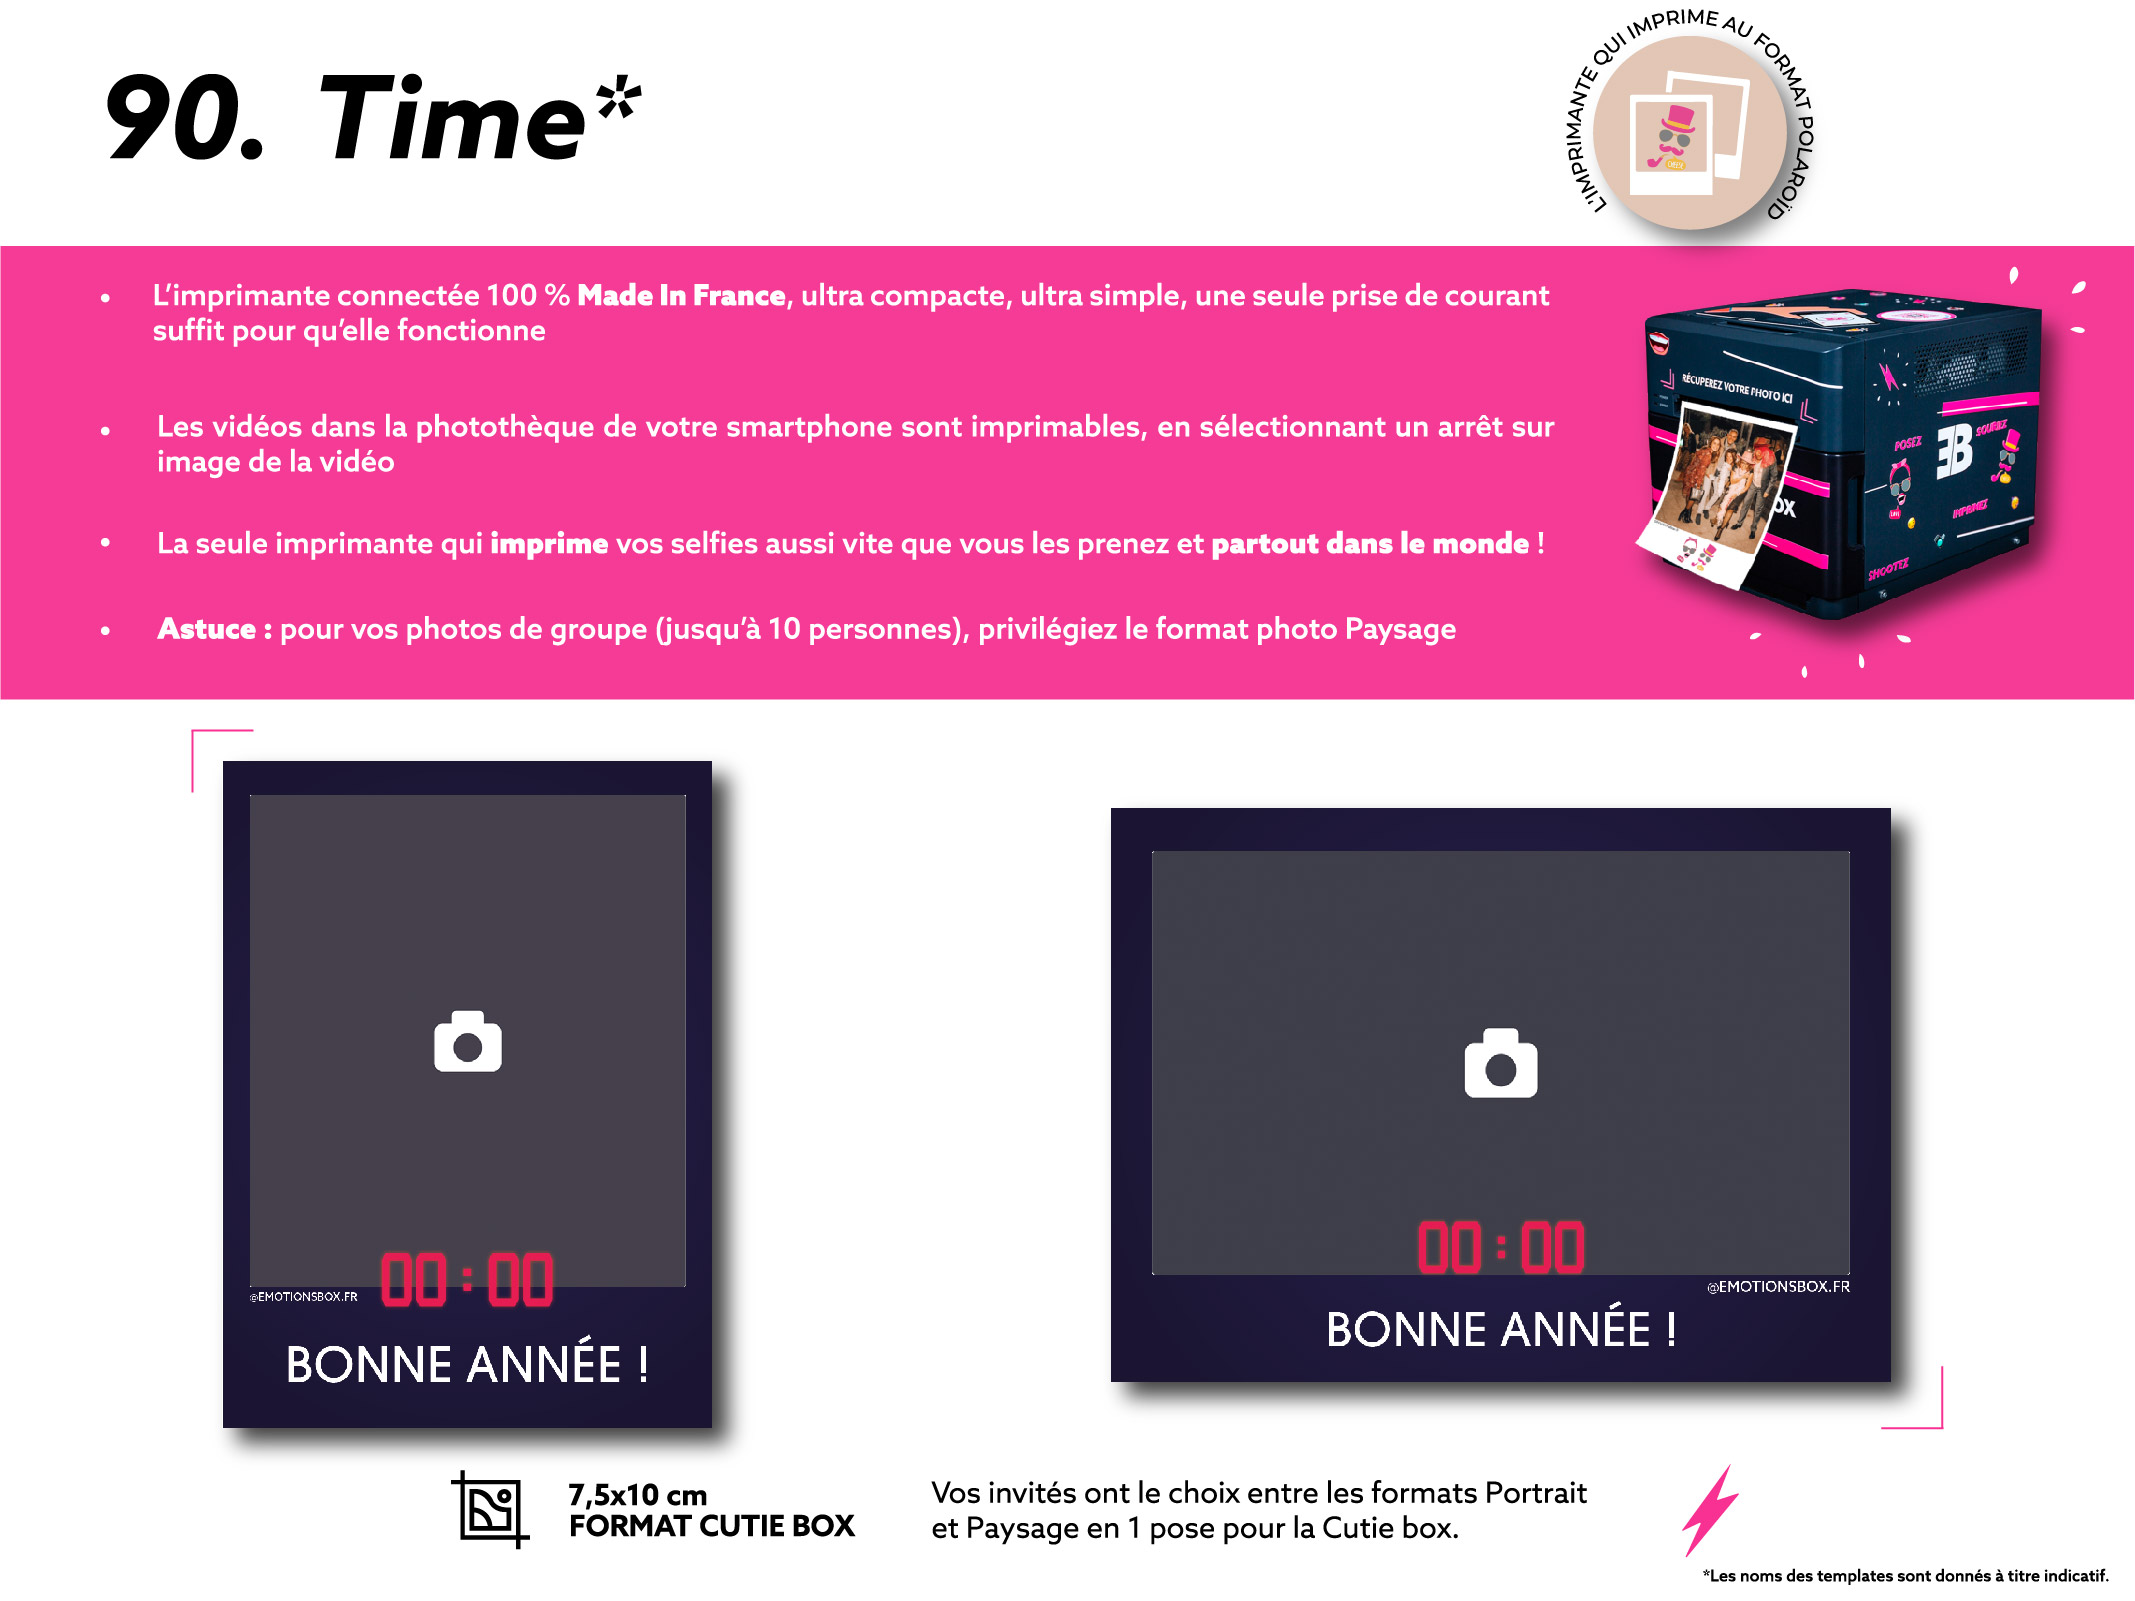 90. Time*
L'IMPRIMANTE QUI IMPRIME AU FORMAT POLAROÏD
CHEESE
• L’imprimante connectée 100 % Made In France, ultra compacte, ultra simple, une seule prise de courant
suffit pour qu’elle fonctionne
• Les vidéos dans la photothèque de votre smartphone sont imprimables, en sélectionnant un arrêt sur
image de la vidéo
• La seule imprimante qui imprime vos selfies aussi vite que vous les prenez et partout dans le monde !
• Astuce : pour vos photos de groupe (jusqu’à 10 personnes), privilégiez le format photo Paysage
RÉCUPEREZ VOTRE PHOTO ICI
POSEZ
SOURIEZ
IMPRIMEZ
SHOOTEZ
OX
00:00
@EMOTIONSBOX.FR
BONNE ANNÉE !
00:00
@EMOTIONSBOX.FR
BONNE ANNÉE !
7,5x10 cm
FORMAT CUTIE BOX
Vos invités ont le choix entre les formats Portrait
et Paysage en 1 pose pour la Cutie box.
*Les noms des templates sont donnés à titre indicatif.